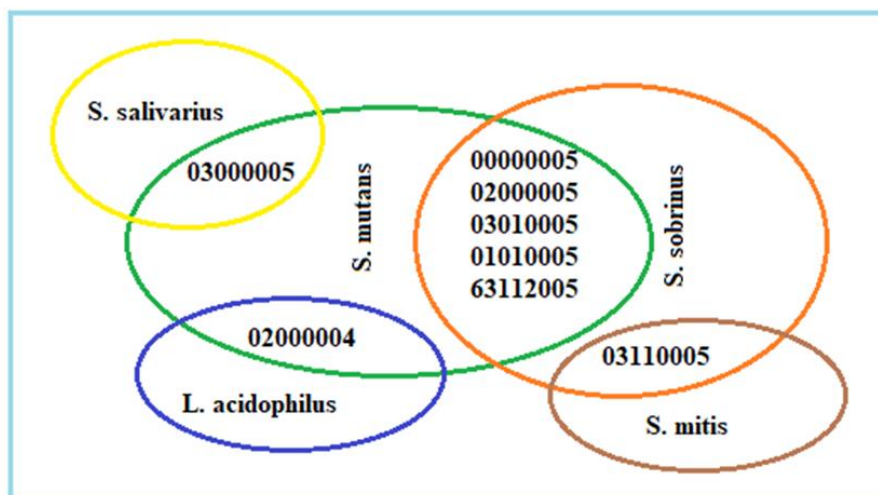 S. salivarius
03000005
S. mutans
00000005
02000005
03010005
01010005
63112005
S. sobrinus
02000004
L. acidophilus
03110005
S. mitis